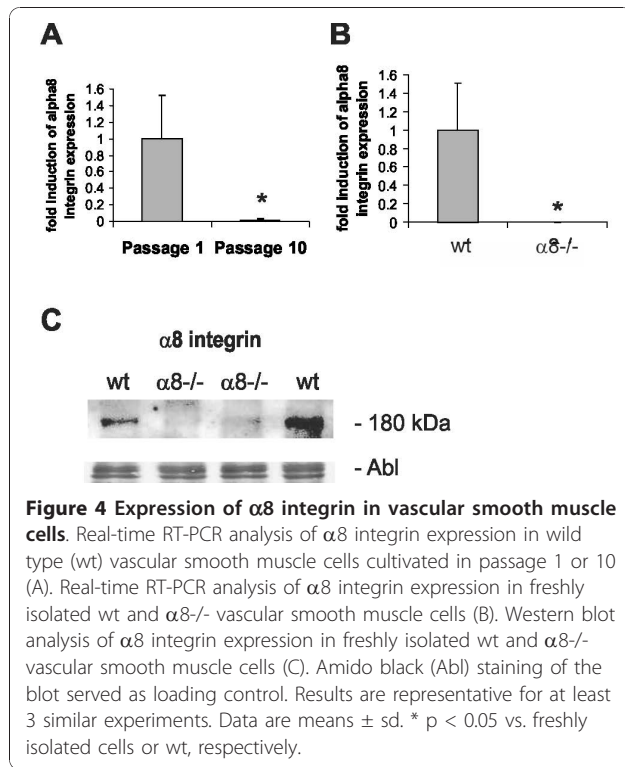 A
B
fold Induction of alpha8
Integrin expression
1.6
1.4
1.2
1
0.8
0.6
0.4
0.2
0
*
Passage 1 Passage 10
fold Induction of alpha8
Integrin expression
1.6
1.4
1.2
1
0.8
0.6
0.4
0.2
0
*
wt α8-/-
C
α8 integrin
wt α8-/- α8-/- wt
- 180 kDa
- Abl
Figure 4 Expression of α8 integrin in vascular smooth muscle
cells. Real-time RT-PCR analysis of α8 integrin expression in wild
type (wt) vascular smooth muscle cells cultivated in passage 1 or 10
(A). Real-time RT-PCR analysis of α8 integrin expression in freshly
isolated wt and α8-/- vascular smooth muscle cells (B). Western blot
analysis of α8 integrin expression in freshly isolated wt and α8-/-
vascular smooth muscle cells (C). Amido black (Abl) staining of the
blot served as loading control. Results are representative for at least
3 similar experiments. Data are means ± sd. * p < 0.05 vs. freshly
isolated cells or wt, respectively.